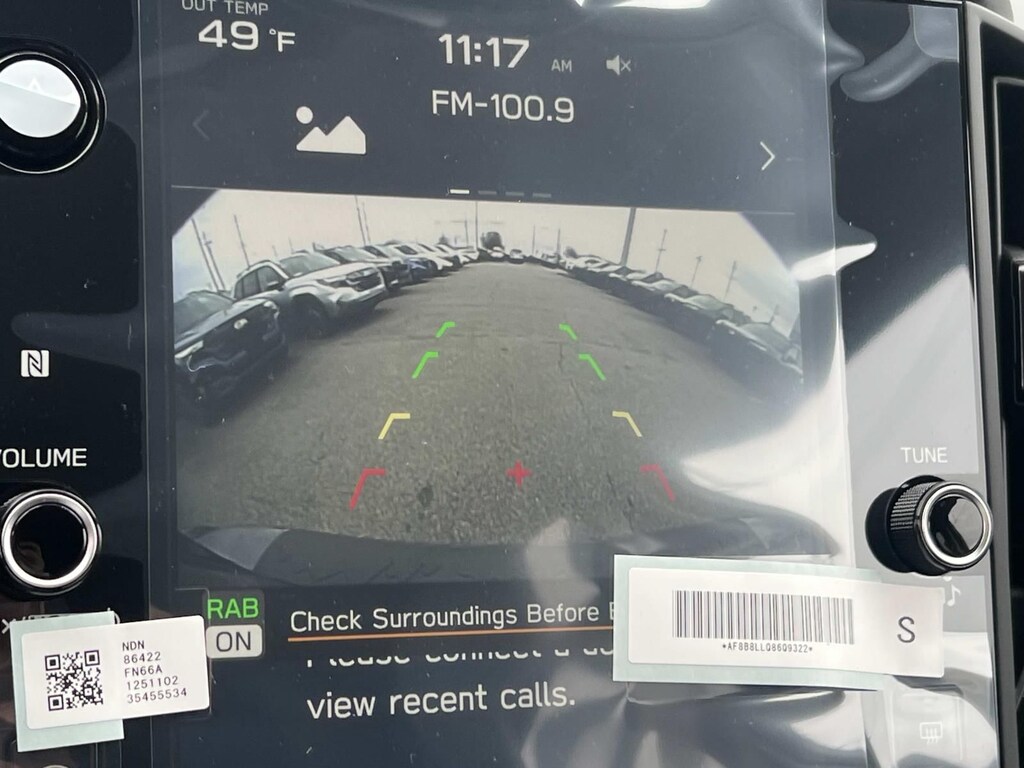 OUT TEMP
49 °F
11:17 AM
FM-100.9
VOLUME
TUNE
RAB
ON
Check Surroundings Before
view recent calls.
NDN
86422
FN66A
1251102
35455534
*AF8B8LLQ8609322*
S